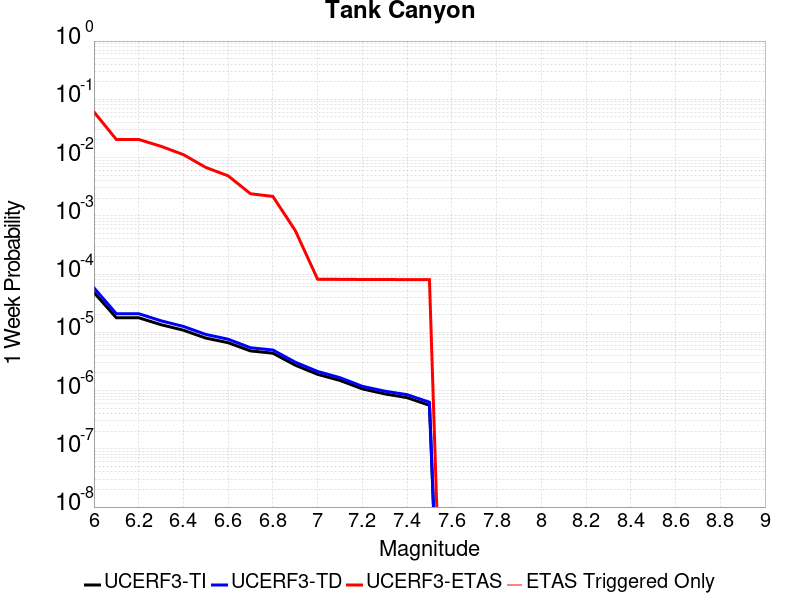 Tank Canyon
10 0
10 -1
10 -2
10 -3
10 -4
10 -5
10 -6
10 -7
10 -8
1 Week Probability
6 6.2 6.4 6.6 6.8 7 7.2 7.4 7.6 7.8 8 8.2 8.4 8.6 8.8 9
Magnitude
UCERF3-TI UCERF3-TD UCERF3-ETAS ETAS Triggered Only